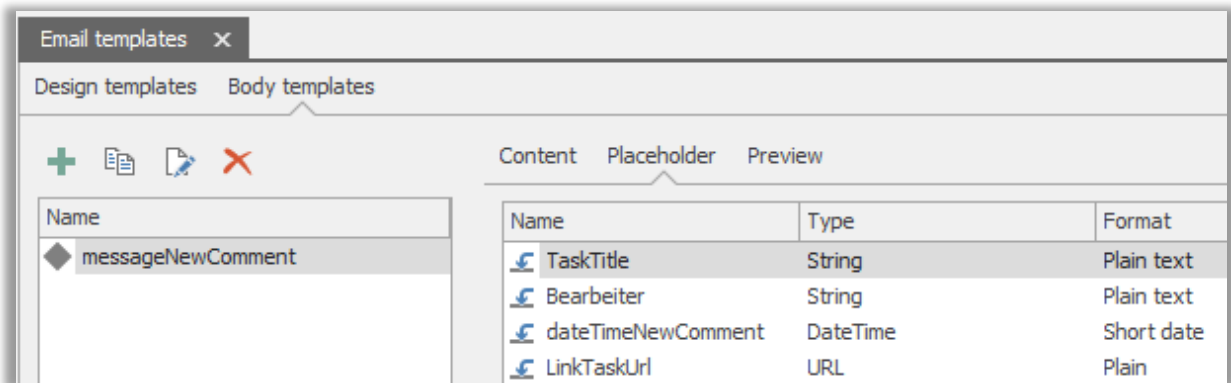 Email templates
Design templates Body templates
Content Placeholder Preview
Name
messageNewComment
Name Type Format
TaskTitle String Plain text
Bearbeiter String Plain text
dateTimeNewComment DateTime Short date
LinkTaskUrl URL Plain